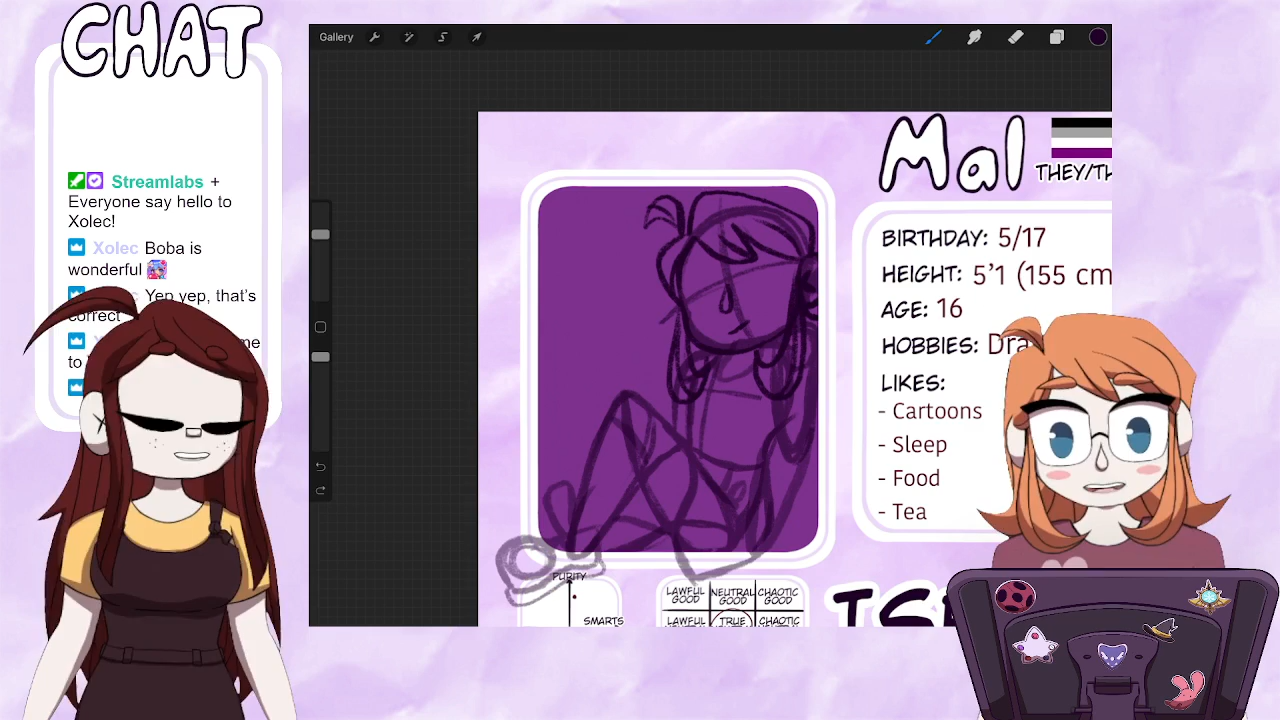 CHAT
Streamlabs +
Everyone say hello to
Xolec!
Xolec Boba is
wonderful
Yep yep, that's
correct
me
to
Gallery
Mal
THEY/TH
BIRTHDAY: 5/17
HEIGHT: 5'1 (155 cm
AGE: 16
HOBBIES: Dra
LIKES:
- Cartoons
- Sleep
- Food
- Tea
PURITY
SMARTS
LAWFUL GOOD
NEUTRAL GOOD
CHAOTIC GOOD
LAWFUL
TRUE
CHAOTIC